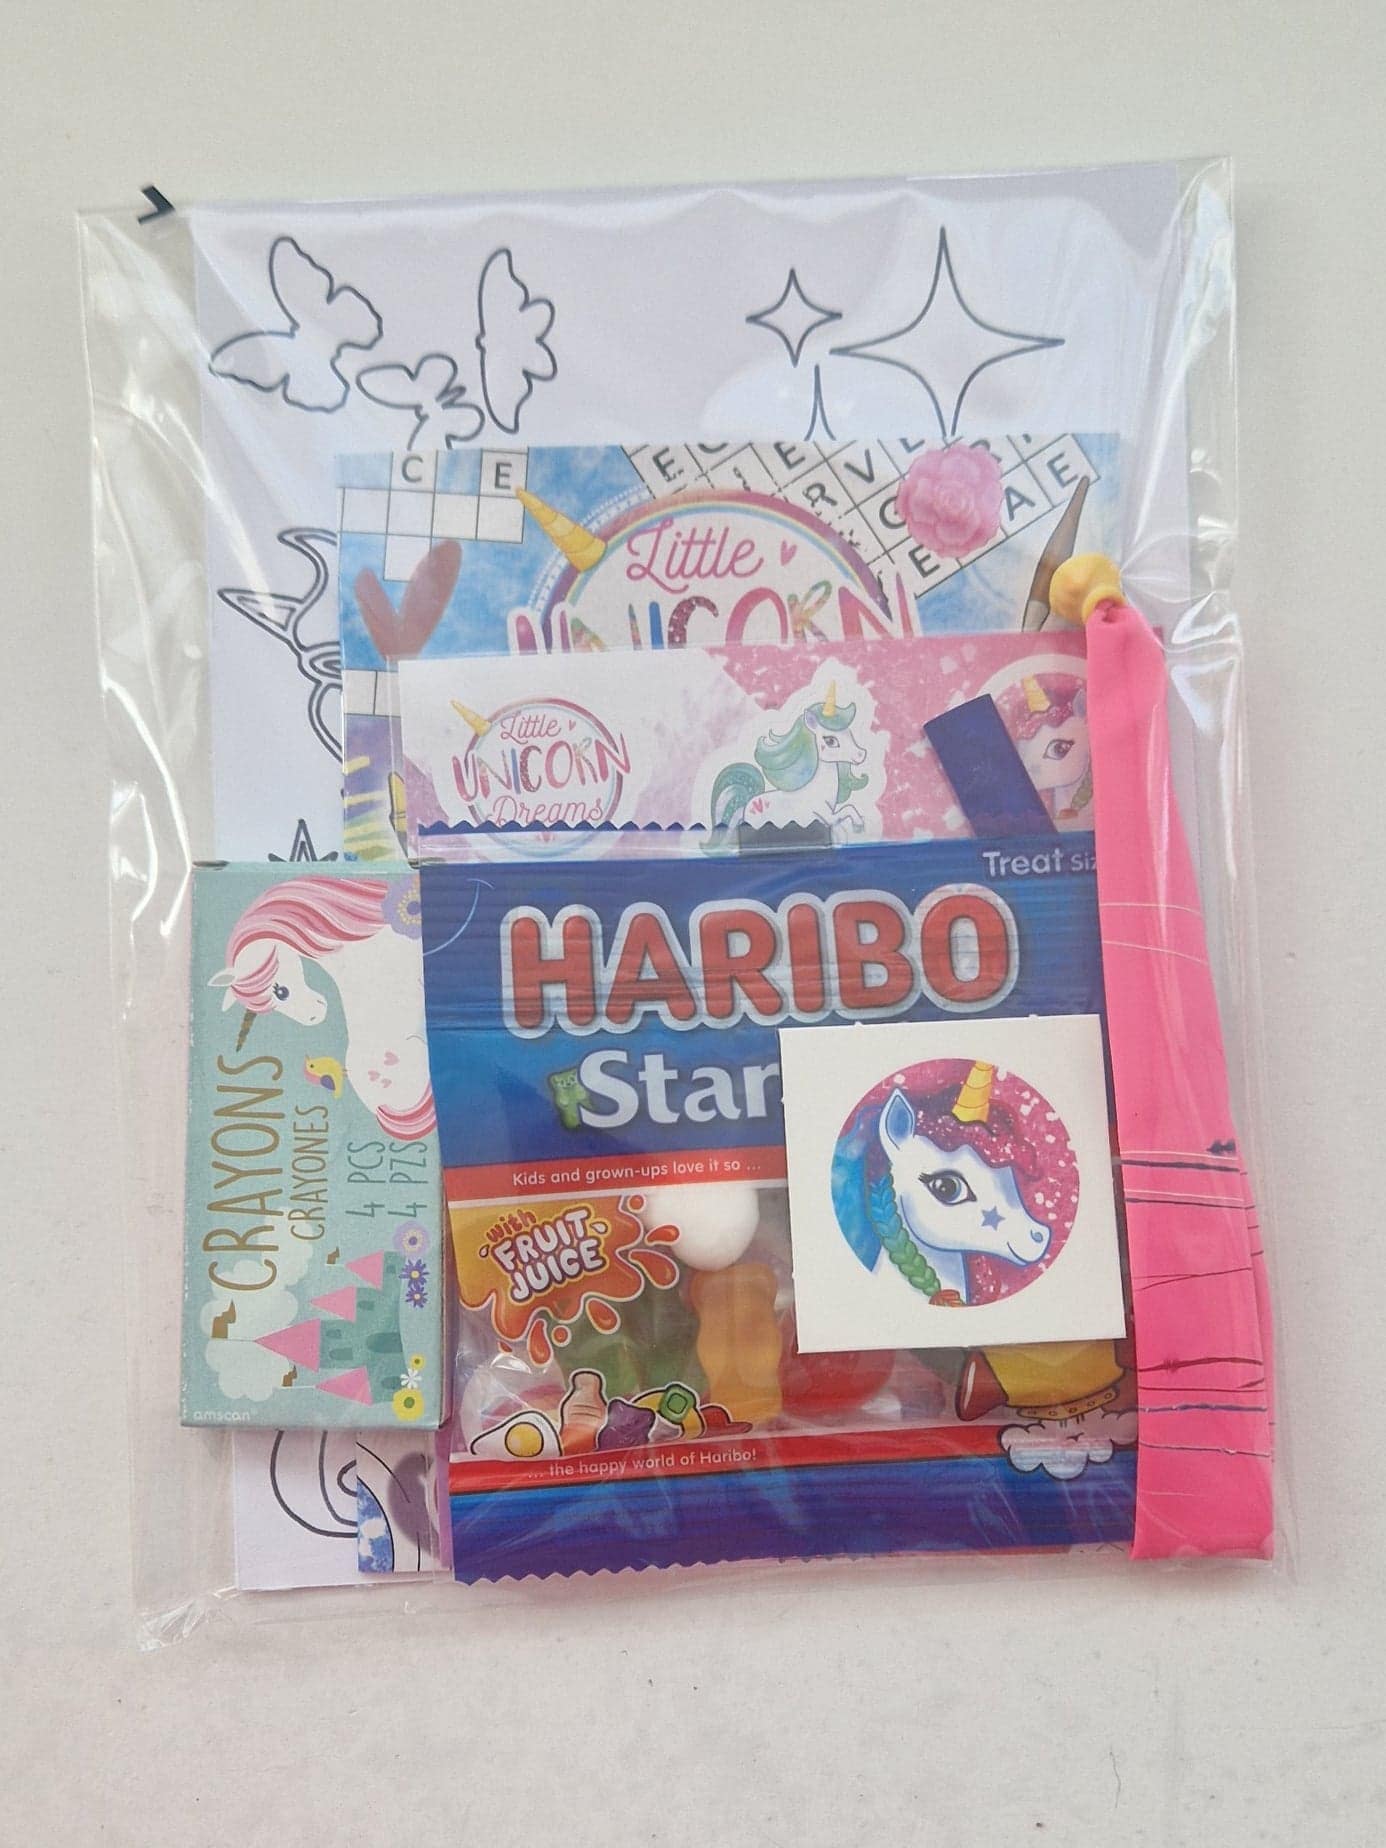 C E
Little
UNICORN
Little
UNICORN
Dreams
Treat
HARIBO
Star
Kids and grown-ups love it so ...
with
FRUIT
JUICE
... the happy world of Haribo!
CRAYONS
CRAYONES
4 PCS
4 PZS
amscan